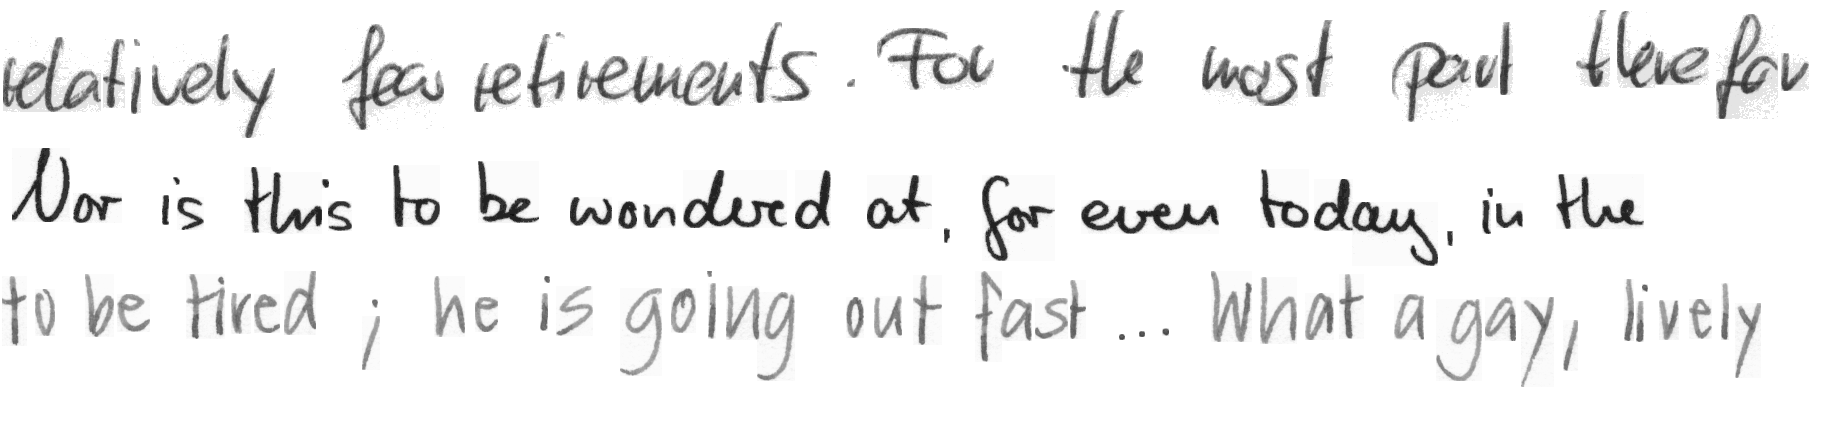 relatively few retirements. For the most part therefor
Nor is this to be wondered at, for even today, in the
to be tired ; he is going out fast ... What a gay, lively